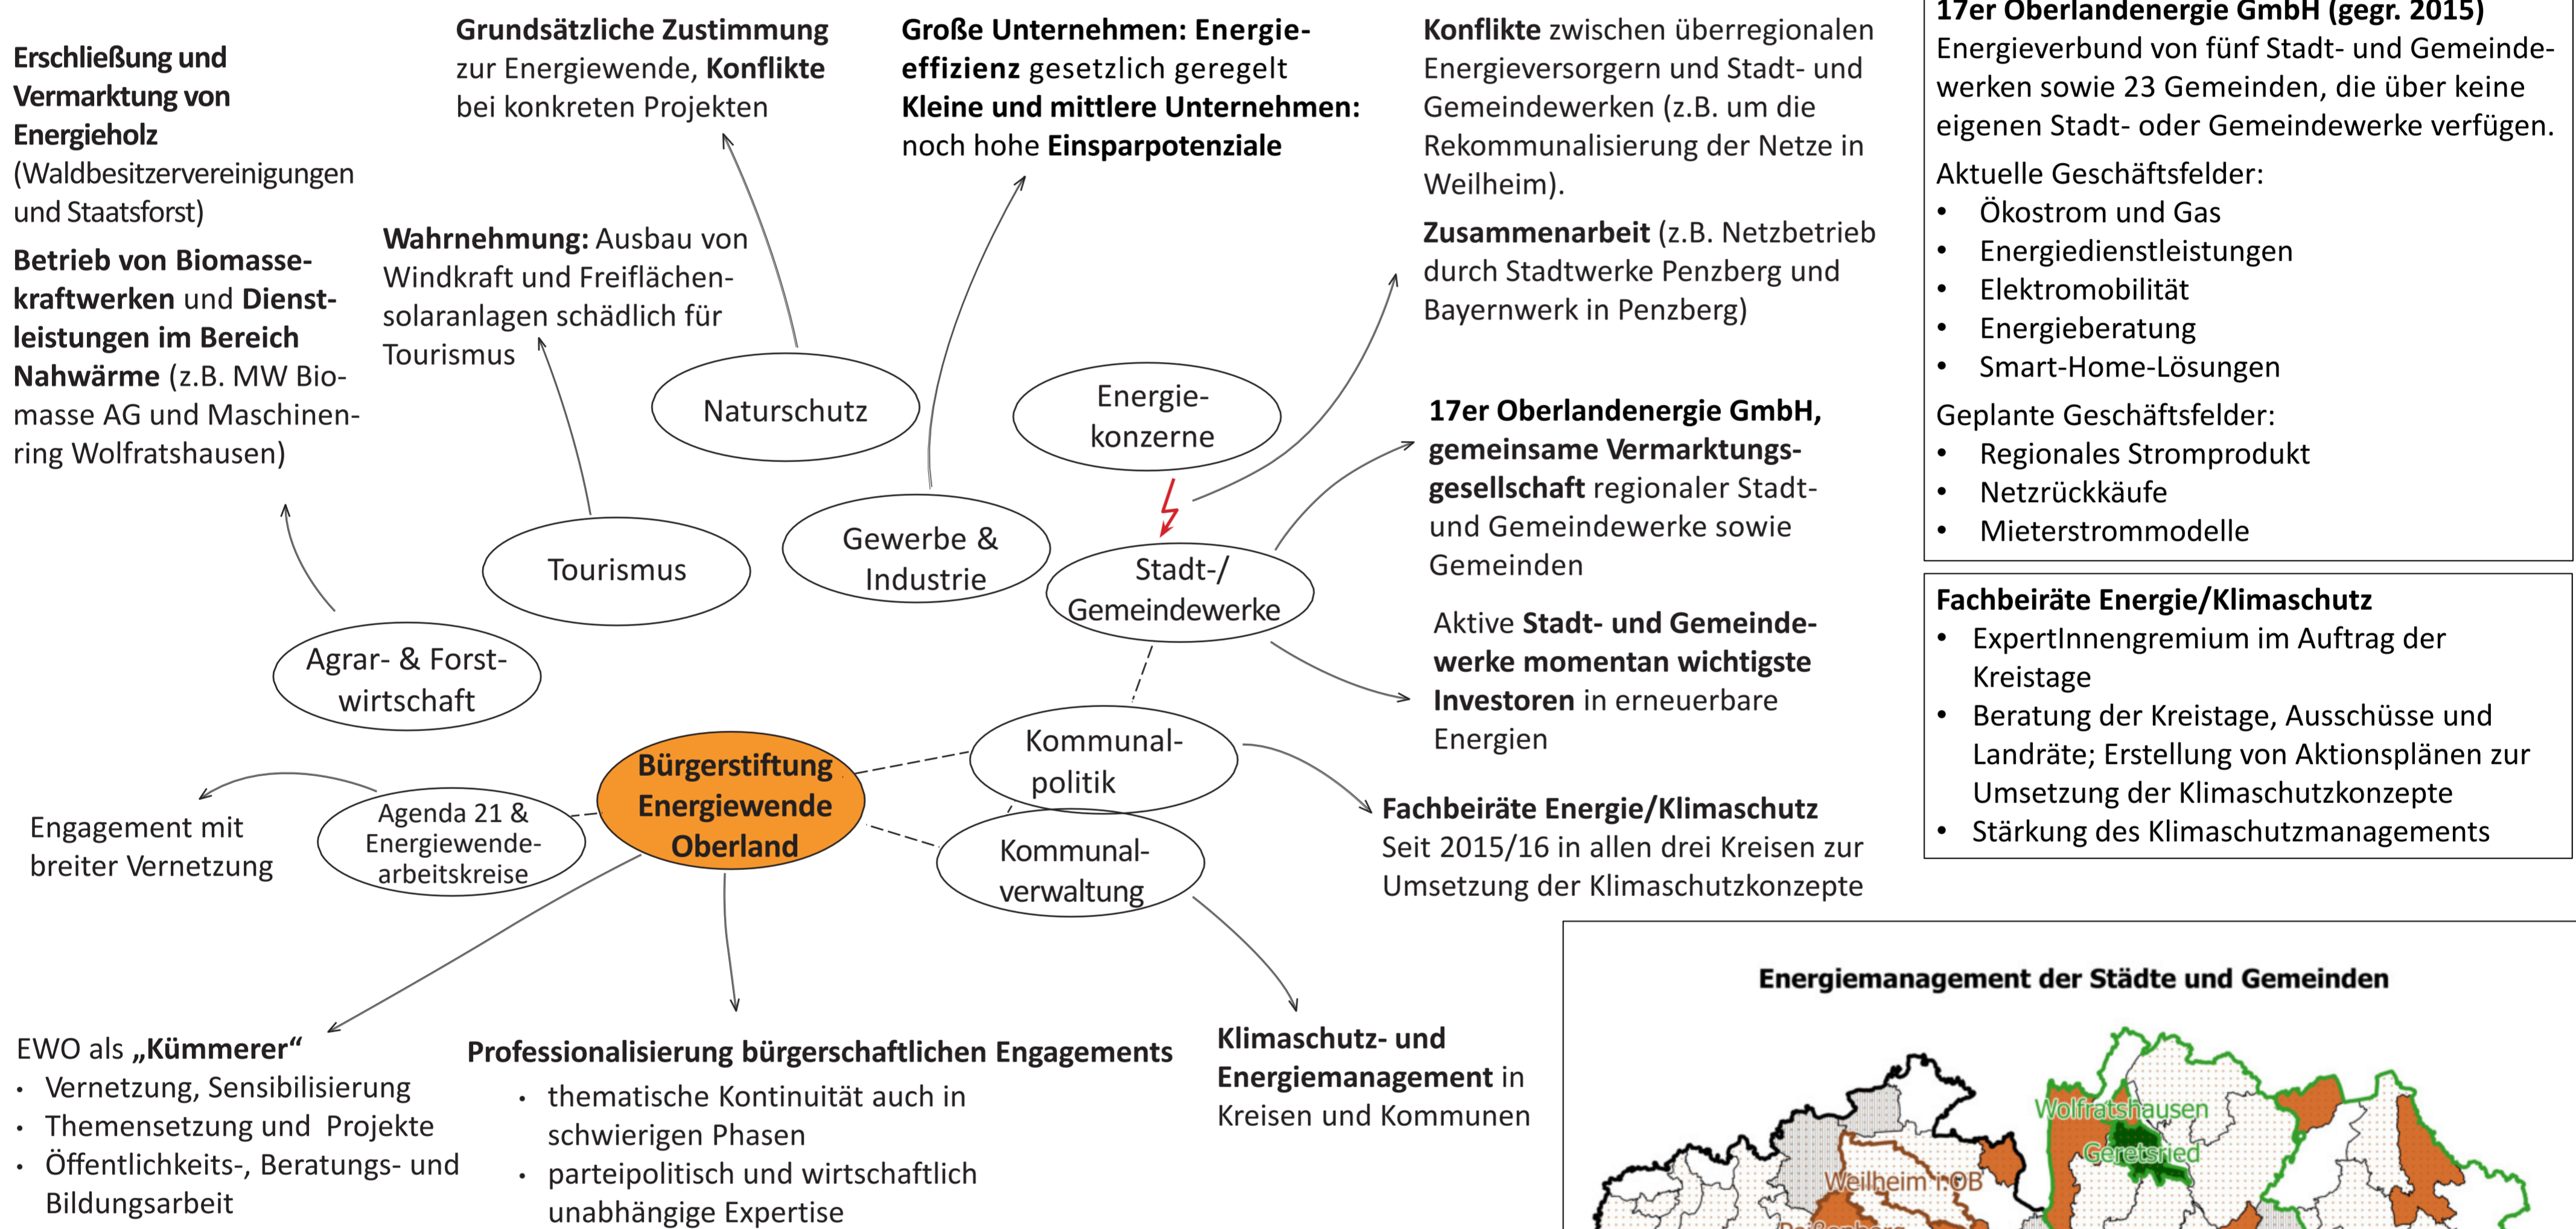 Erschließung und
Vermarktung von
Energieholz
(Waldbesitzervereinigungen
und Staatsforst)
Betrieb von Biomasse-
kraftwerken und Dienst-
leistungen im Bereich
Nahwärme (z.B. MW Bio-
masse AG und Maschinen-
ring Wolfratshausen)
Grundsätzliche Zustimmung
zur Energiewende, Konflikte
bei konkreten Projekten
Wahrnehmung: Ausbau von
Windkraft und Freiflächen-
solaranlagen schädlich für
Tourismus
Große Unternehmen: Energie-
effizienz gesetzlich geregelt
Kleine und mittlere Unternehmen:
noch hohe Einsparpotenziale
Konflikte zwischen überregionalen
Energieversorgern und Stadt- und
Gemeindewerken (z.B. um die
Rekommunalisierung der Netze in
Weilheim).
Zusammenarbeit (z.B. Netzbetrieb
durch Stadtwerke Penzberg und
Bayernwerk in Penzberg)
17er Oberlandenergie GmbH,
gemeinsame Vermarktungs-
gesellschaft regionaler Stadt-
und Gemeindewerke sowie
Gemeinden
Aktive Stadt- und Gemeinde-
werke momentan wichtigste
Investoren in erneuerbare
Energien
Fachbeiräte Energie/Klimaschutz
Seit 2015/16 in allen drei Kreisen zur
Umsetzung der Klimaschutzkonzepte
Naturschutz
Energie-
konzerne
Gewerbe &
Industrie
Tourismus
Stadt-/
Gemeindewerke
Agrar- & Forst-
wirtschaft
Kommunal-
politik
Kommunal-
verwaltung
Bürgerstiftung
Energiewende
Oberland
Agenda 21 &
Energiewende-
arbeitskreise
Engagement mit
breiter Vernetzung
EWO als „Kümmerer“
• Vernetzung, Sensibilisierung
• Themensetzung und Projekte
• Öffentlichkeits-, Beratungs- und
Bildungsarbeit
Professionalisierung bürgerschaftlichen Engagements
• thematische Kontinuität auch in
schwierigen Phasen
• parteipolitisch und wirtschaftlich
unabhängige Expertise
Klimaschutz- und
Energiemanagement in
Kreisen und Kommunen
17er Oberlandenergie GmbH (gegr. 2015)
Energieverbund von fünf Stadt- und Gemeinde-
werken sowie 23 Gemeinden, die über keine
eigenen Stadt- oder Gemeindewerke verfügen.
Aktuelle Geschäftsfelder:
• Ökostrom und Gas
• Energiedienstleistungen
• Elektromobilität
• Energieberatung
• Smart-Home-Lösungen
Geplante Geschäftsfelder:
• Regionales Stromprodukt
• Netzrückkäufe
• Mieterstrommodelle
Fachbeiräte Energie/Klimaschutz
• ExpertInnengremium im Auftrag der
Kreistage
• Beratung der Kreistage, Ausschüsse und
Landräte; Erstellung von Aktionsplänen zur
Umsetzung der Klimaschutzkonzepte
• Stärkung des Klimaschutzmanagements
Energiemanagement der Städte und Gemeinden
Wolfratshausen
Geretsried
Weilheim i.OB